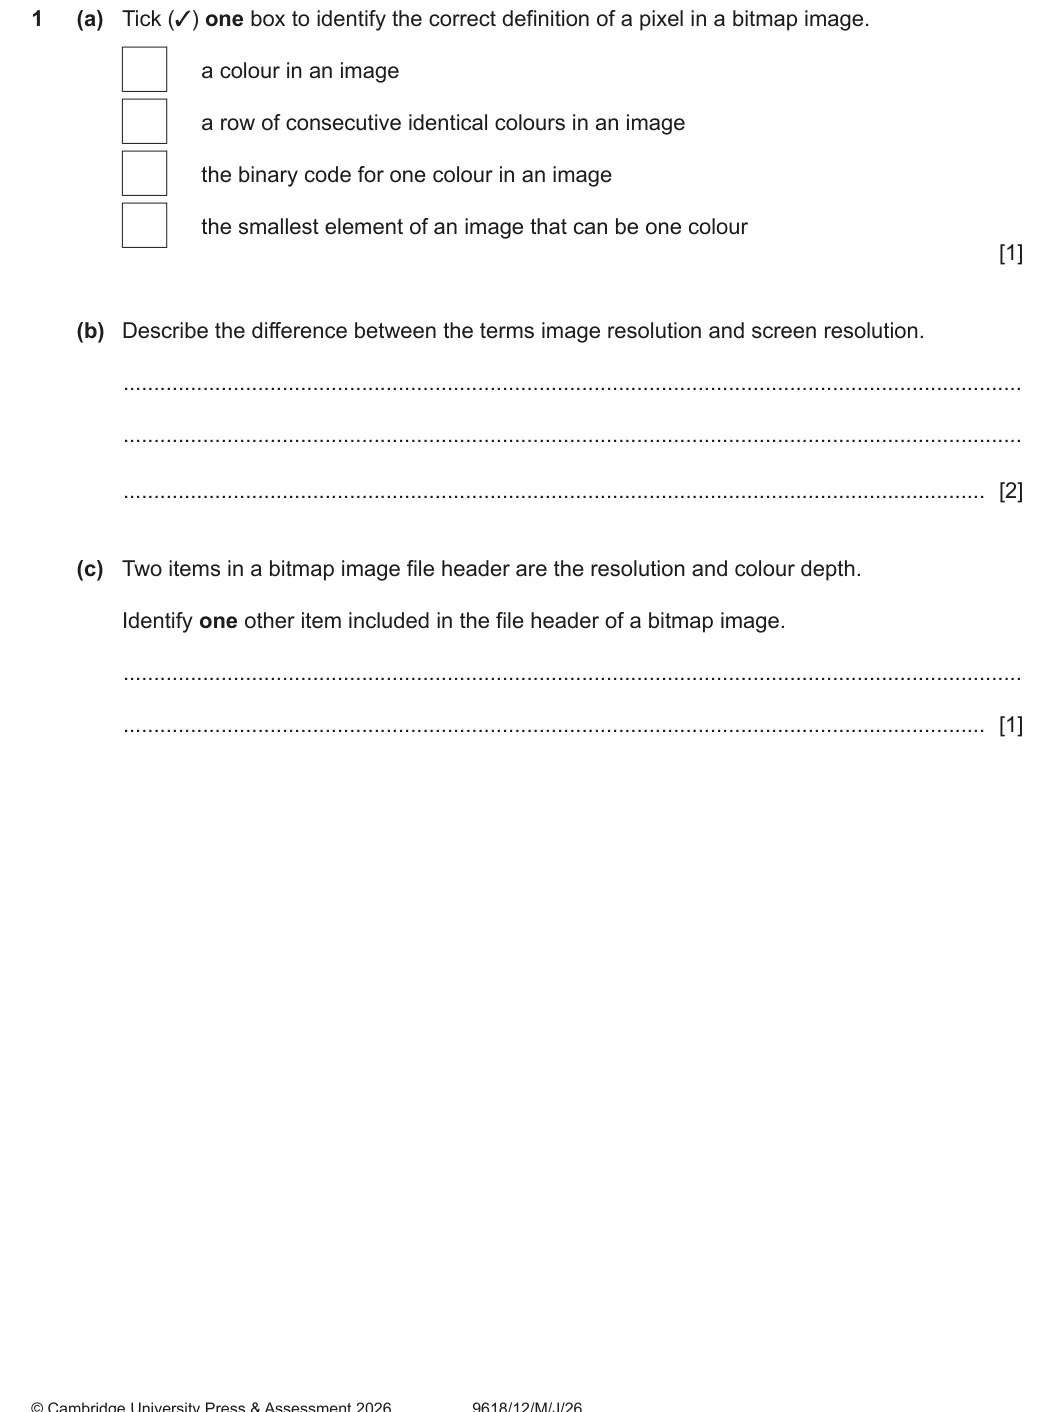 1 (a) Tick (✓) one box to identify the correct definition of a pixel in a bitmap image.
a colour in an image
a row of consecutive identical colours in an image
the binary code for one colour in an image
the smallest element of an image that can be one colour
[1]
(b) Describe the difference between the terms image resolution and screen resolution.
..........................................................................................................................................................
..........................................................................................................................................................
.................................................................................................................................................... [2]
(c) Two items in a bitmap image file header are the resolution and colour depth.
Identify one other item included in the file header of a bitmap image.
..........................................................................................................................................................
.................................................................................................................................................... [1]
© Cambridge University Press & Assessment 2026 9618/12/M/J/26